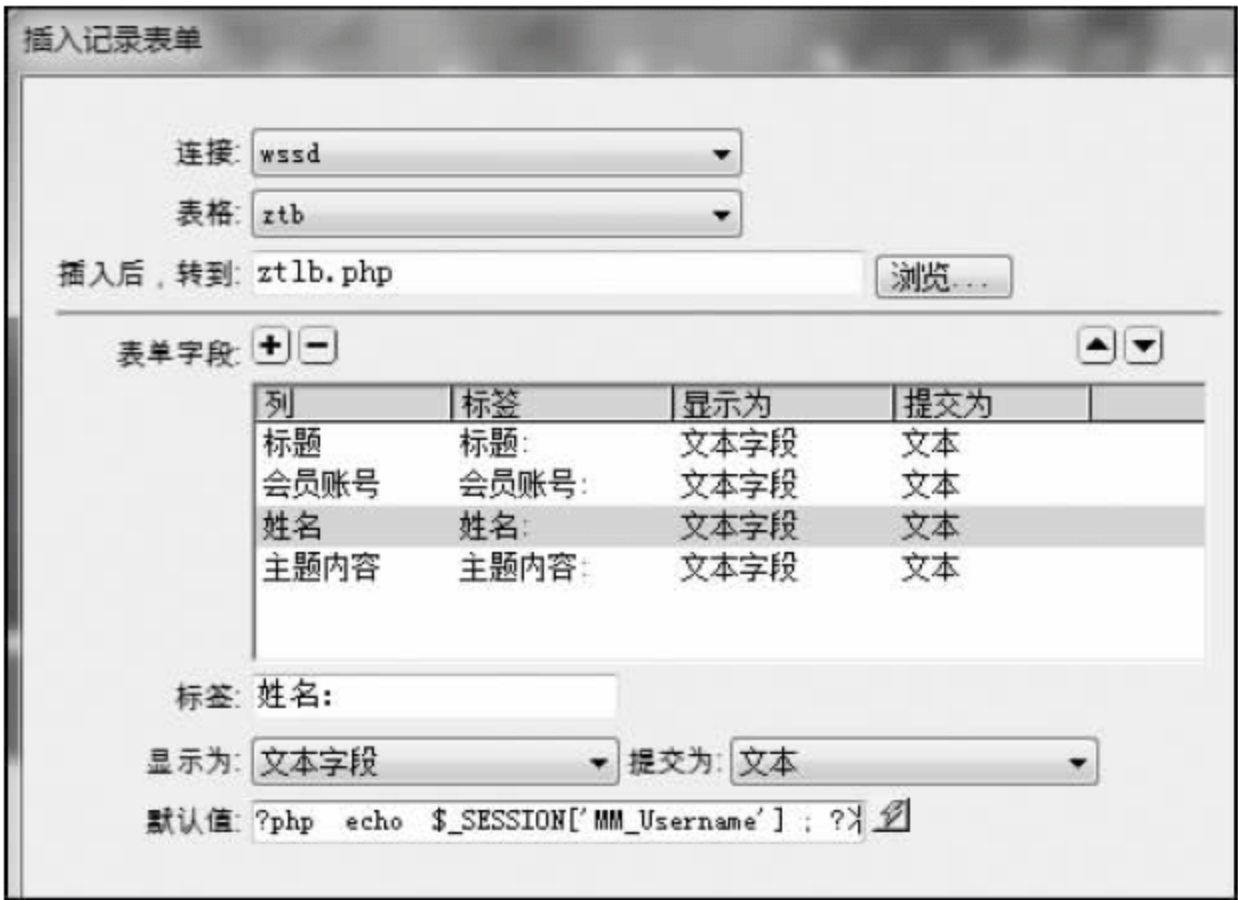 插入记录表单
连接: wssd
表格: ztb
插入后，转到: ztlb.php 浏览...
表单字段: + −
列 标签 显示为 提交为
标题 标题: 文本字段 文本
会员账号 会员账号: 文本字段 文本
姓名 姓名: 文本字段 文本
主题内容 主题内容: 文本字段 文本
标签: 姓名:
显示为: 文本字段 提交为: 文本
默认值: ?php echo $_SESSION['MM_Username'] ; ?>